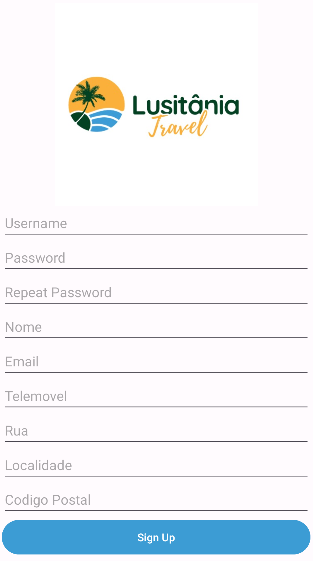 Lusitânia
Travel
Username
Password
Repeat Password
Nome
Email
Telemovel
Rua
Localidade
Codigo Postal
Sign Up